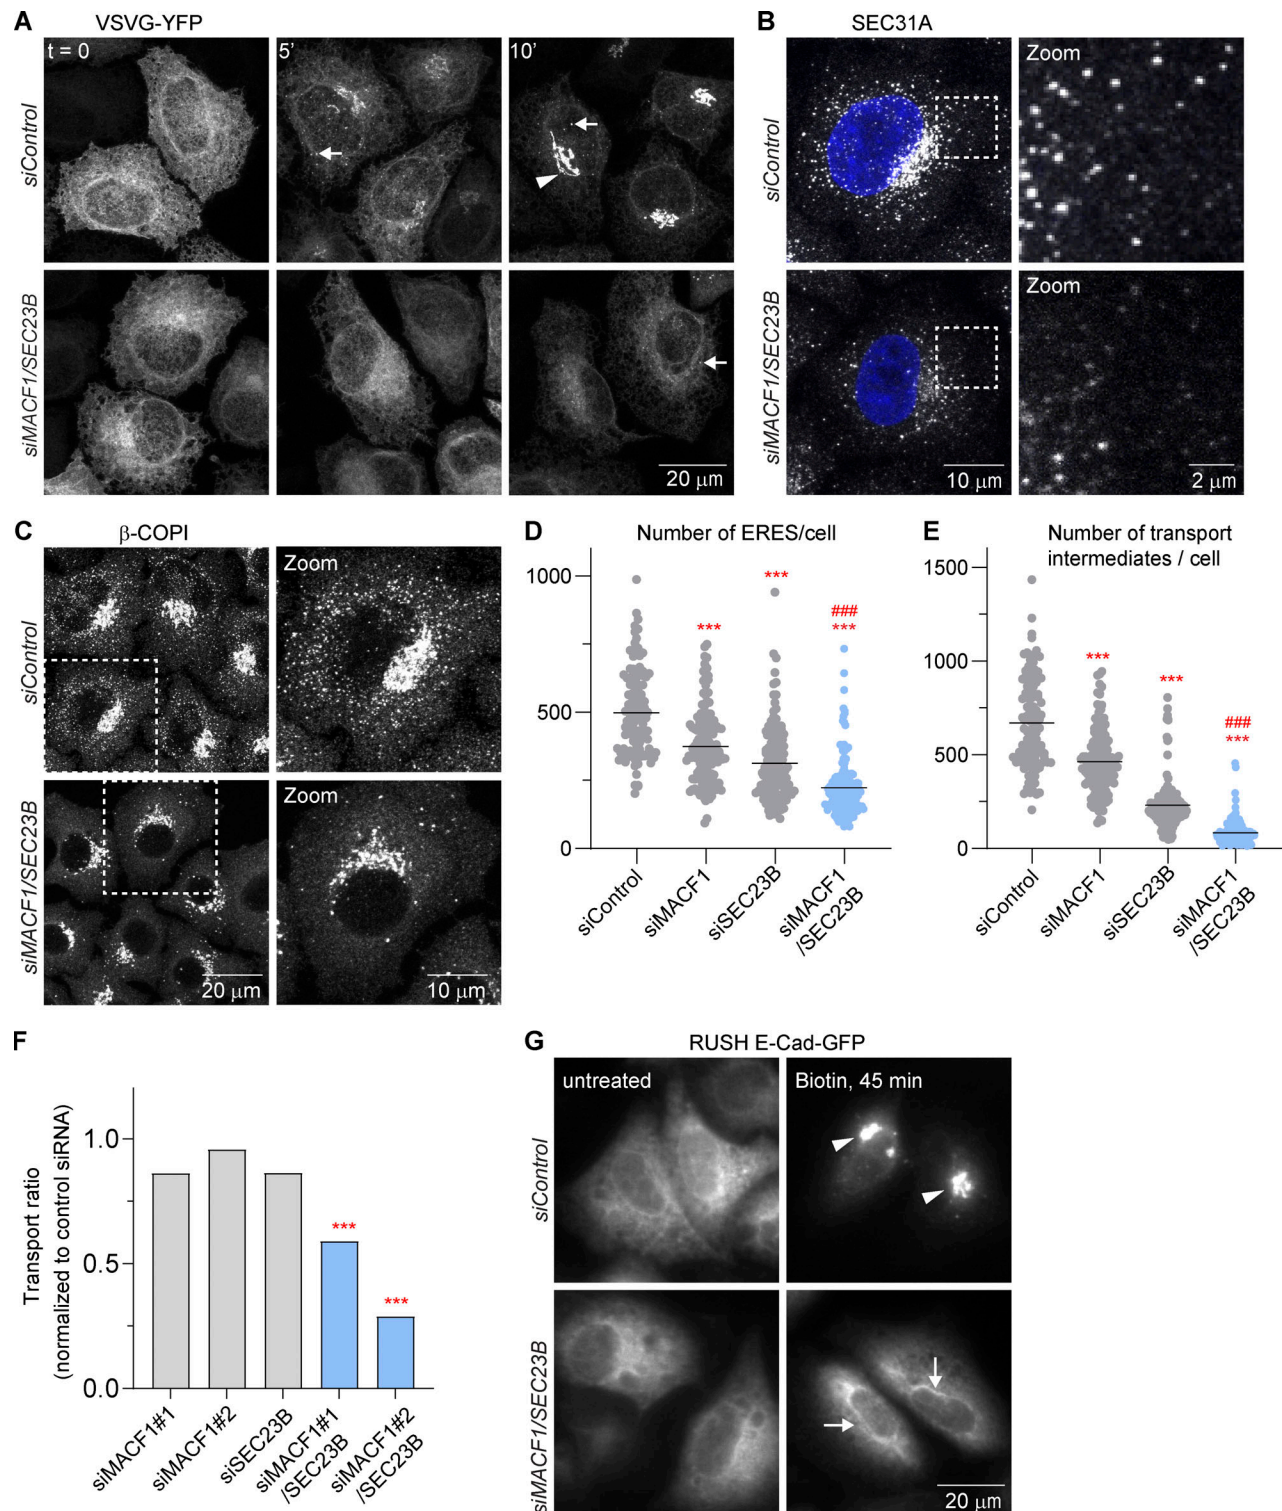 A
VSVG-YFP
t = 0
5'
10'
siControl
siMACF1/SEC23B
20 μm
B
SEC31A
Zoom
siControl
Zoom
siMACF1/SEC23B
10 μm
2 μm
C
β-COPI
Zoom
siControl
Zoom
siMACF1/SEC23B
20 μm
10 μm
D
Number of ERES/cell
1000
500
0
***
***
###
***
siControl
siMACF1
siSEC23B
siMACF1
/SEC23B
E
Number of transport
intermediates / cell
1500
1000
500
0
***
***
###
***
siControl
siMACF1
siSEC23B
siMACF1
/SEC23B
F
Transport ratio
(normalized to control siRNA)
1.0
0.5
0.0
***
***
siMACF1#1
siMACF1#2
siSEC23B
siMACF1#1
/SEC23B
siMACF1#2
/SEC23B
G
RUSH E-Cad-GFP
untreated
Biotin, 45 min
siControl
siMACF1/SEC23B
20 μm